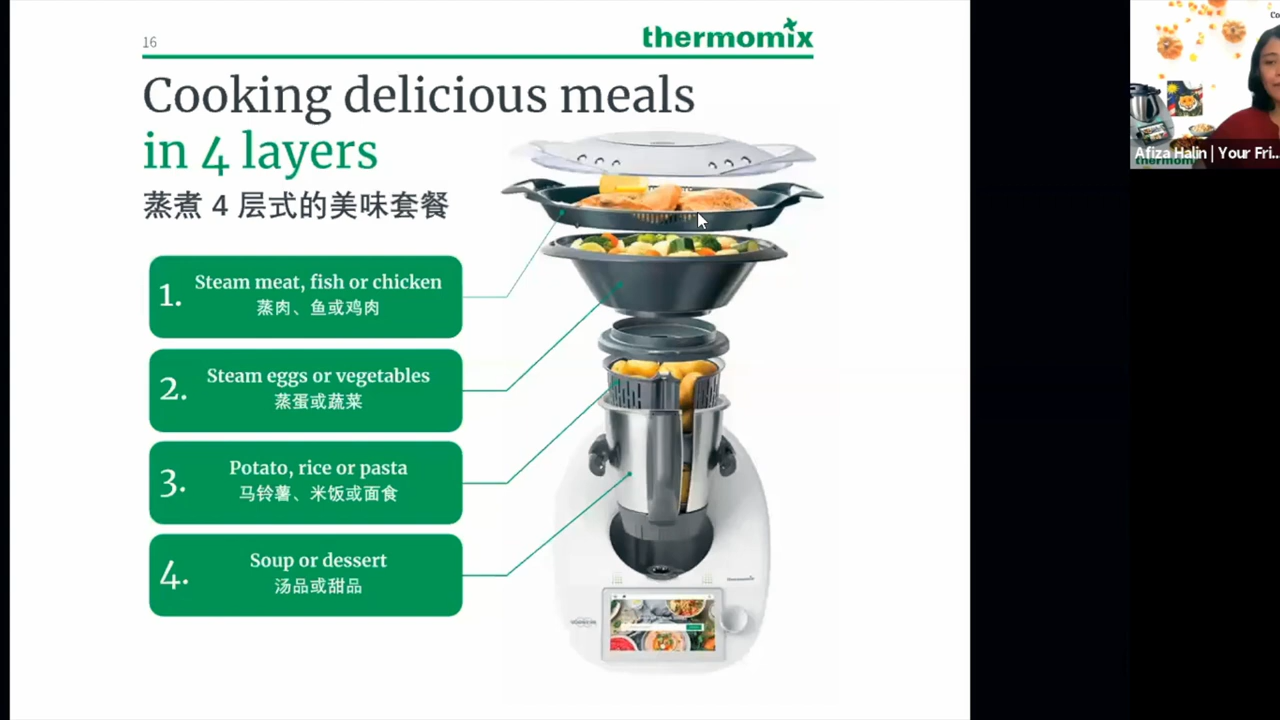 16
thermomix
Cooking delicious meals
in 4 layers
蒸煮 4 层式的美味套餐
1.
Steam meat, fish or chicken
蒸肉、鱼或鸡肉
2.
Steam eggs or vegetables
蒸蛋或蔬菜
3.
Potato, rice or pasta
马铃薯、米饭或面食
4.
Soup or dessert
汤品或甜品
thermomix
Co
Afiza Halin | Your Fri...
thermom